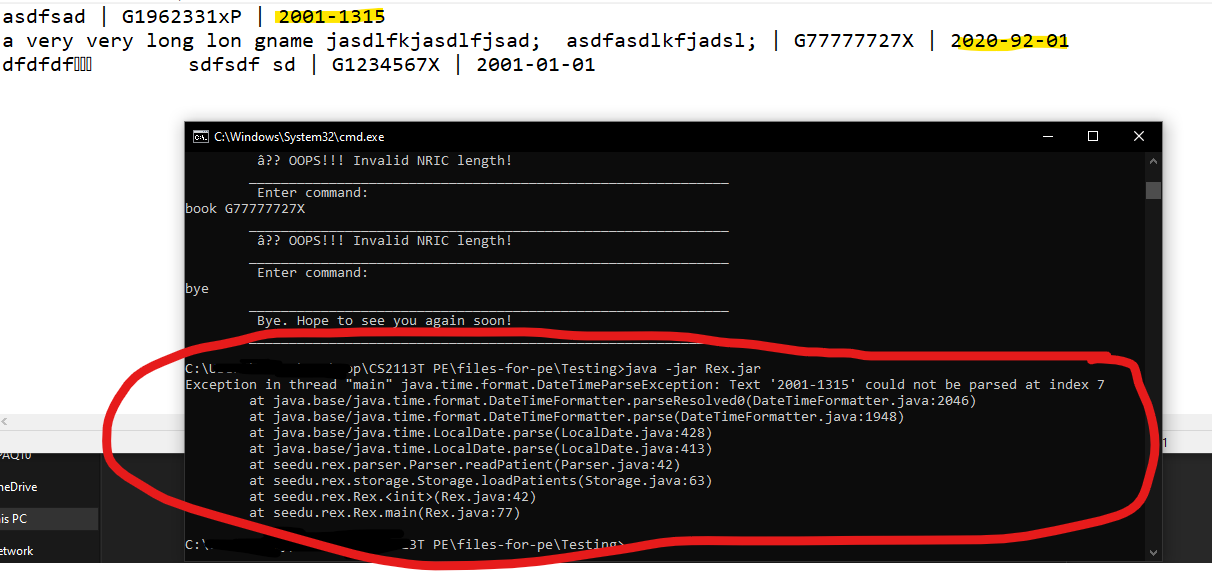 asdfsad | G1962331xP | 2001-1315
a very very long lon gname jasdlfkjasdlfjsad;  asdfasdlkfjadsl; | G77777727X | 2020-92-01
dfdfdf▯▯▯          sdfsdf sd | G1234567X | 2001-01-01
C:\Windows\System32\cmd.exe
â?? OOPS!!! Invalid NRIC length!
Enter command:
book G77777727X
â?? OOPS!!! Invalid NRIC length!
Enter command:
bye
Bye. Hope to see you again soon!
op\CS2113T PE\files-for-pe\Testing>java -jar Rex.jar
Exception in thread "main" java.time.format.DateTimeParseException: Text '2001-1315' could not be parsed at index 7
at java.base/java.time.format.DateTimeFormatter.parseResolved0(DateTimeFormatter.java:2046)
at java.base/java.time.format.DateTimeFormatter.parse(DateTimeFormatter.java:1948)
at java.base/java.time.LocalDate.parse(LocalDate.java:428)
at java.base/java.time.LocalDate.parse(LocalDate.java:413)
at seedu.rex.parser.Parser.readPatient(Parser.java:42)
at seedu.rex.storage.Storage.loadPatients(Storage.java:63)
at seedu.rex.Rex.<init>(Rex.java:42)
at seedu.rex.Rex.main(Rex.java:77)
C:\ 13T PE\files-for-pe\Testing>
neDrive
is PC
etwork